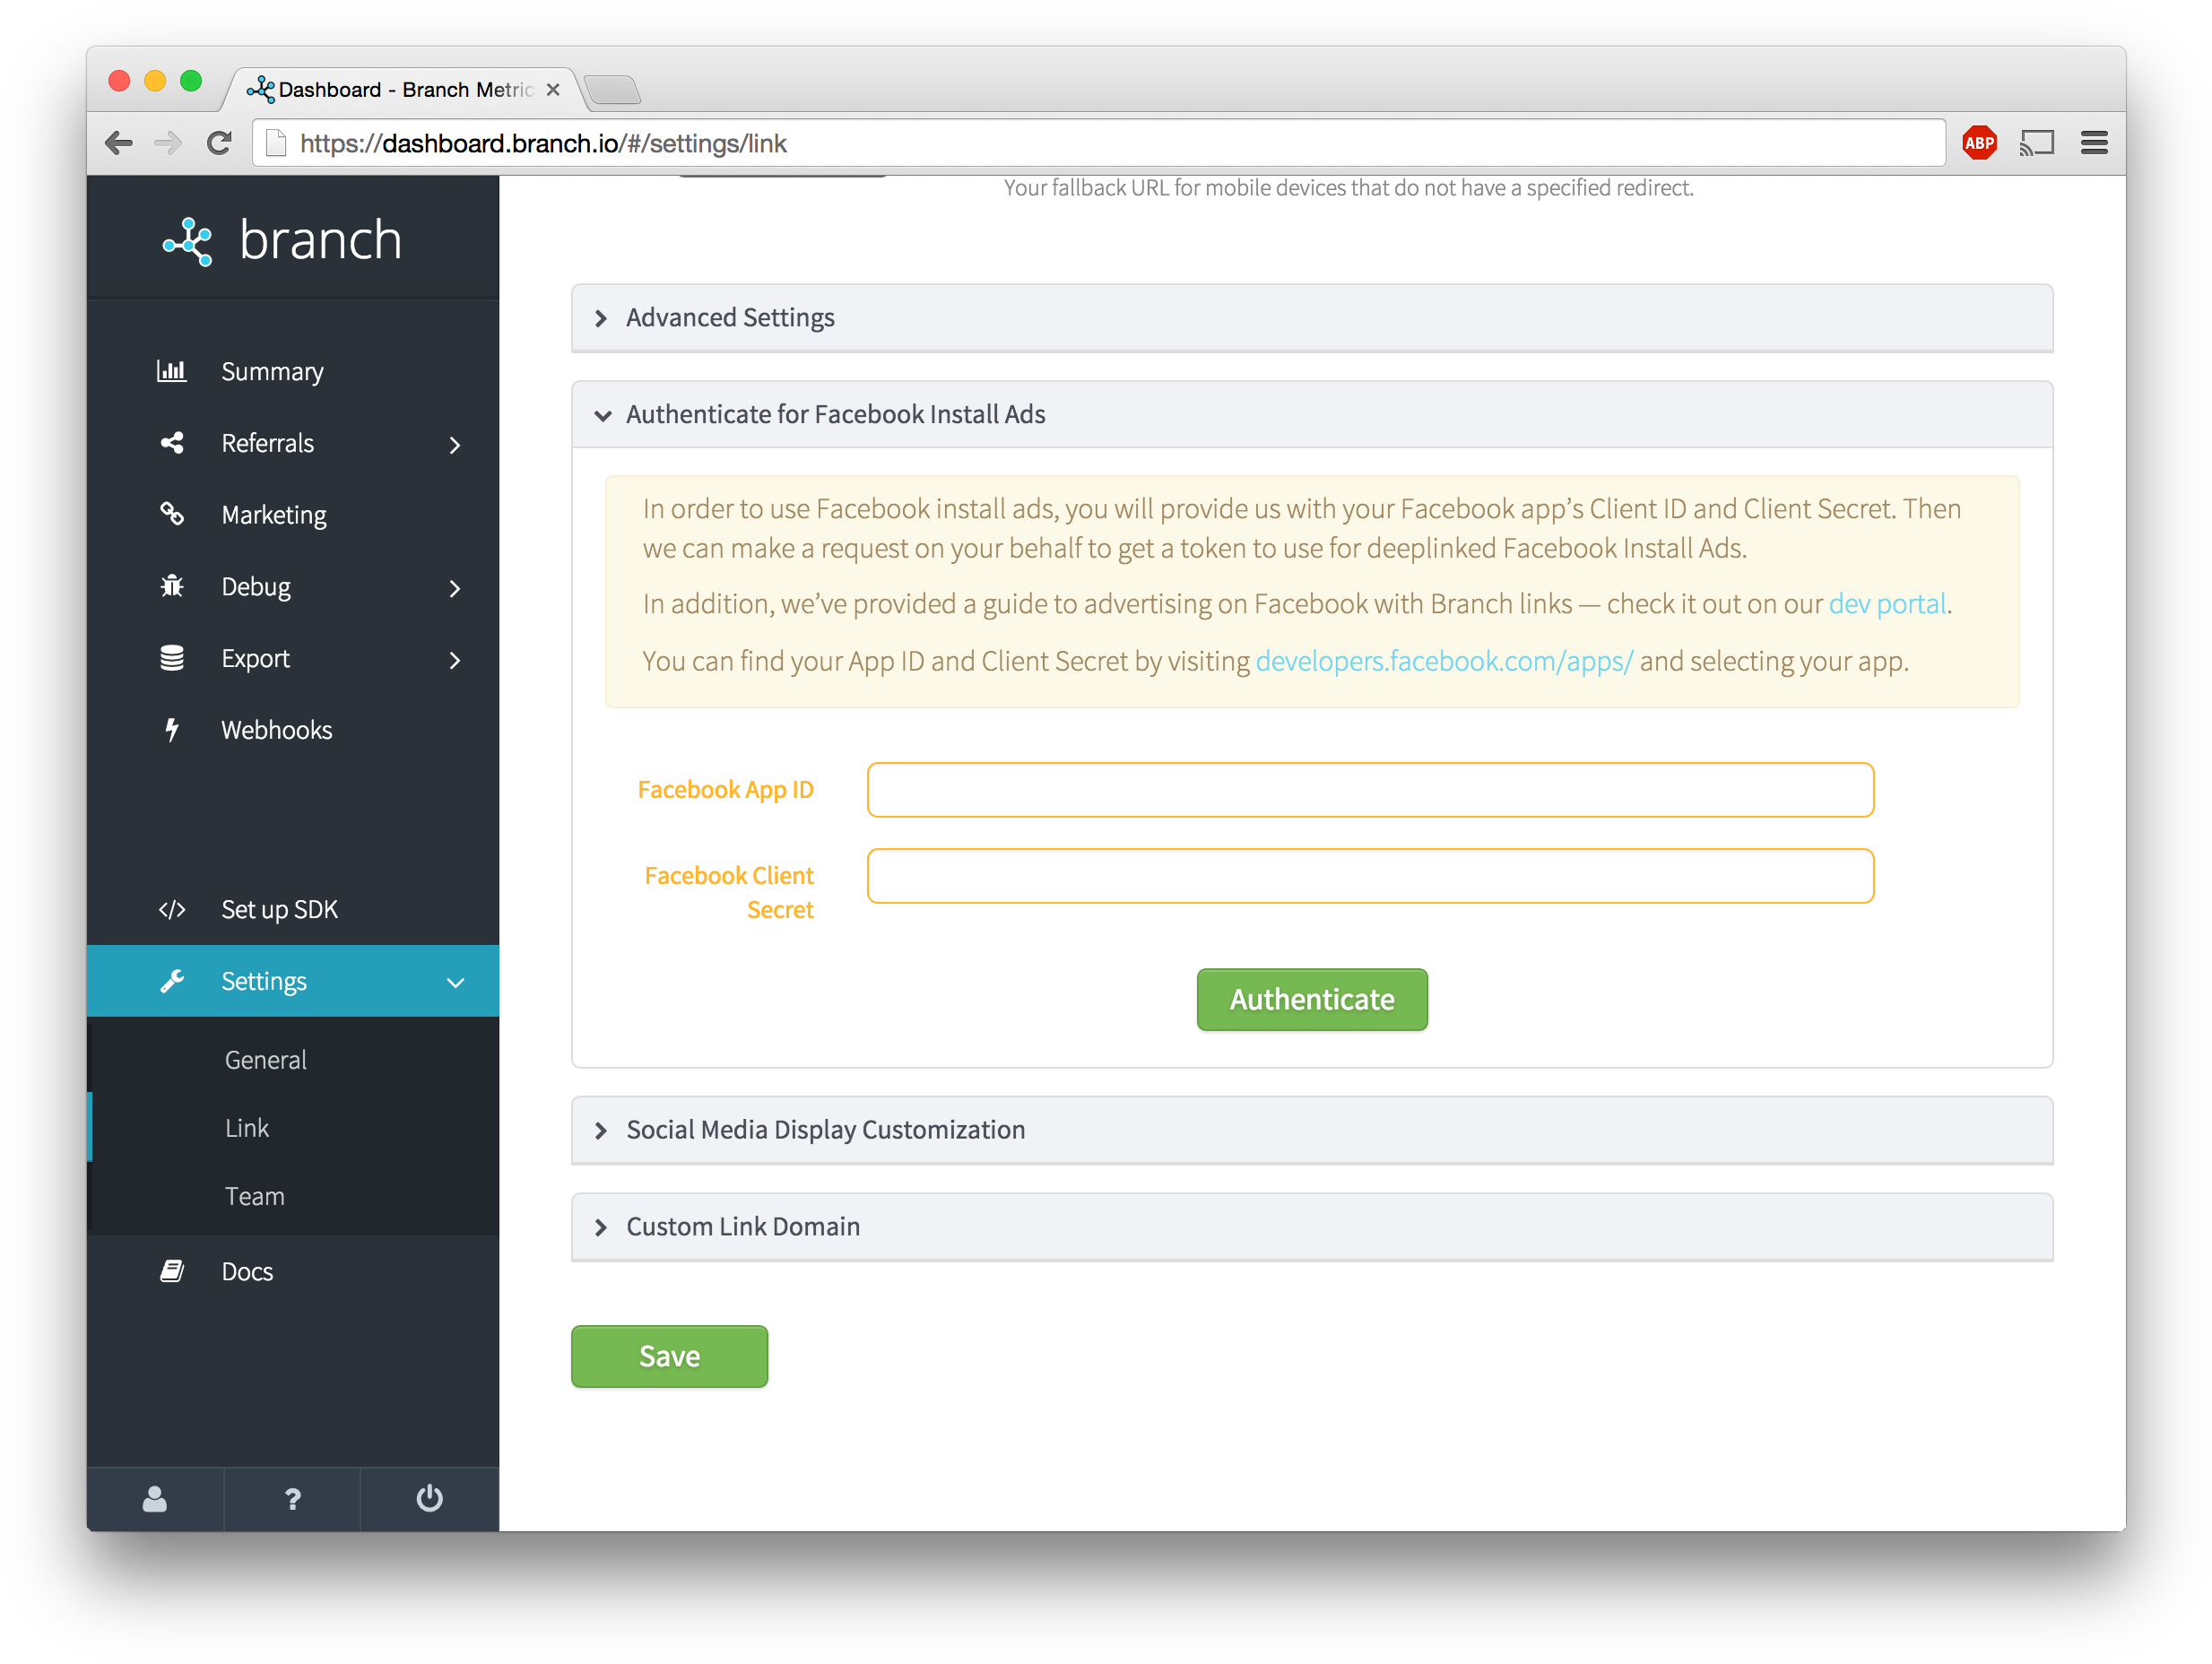 Dashboard - Branch Metric
https://dashboard.branch.io/#/settings/link
ABP
branch
Summary
Referrals
Marketing
Debug
Export
Webhooks
Set up SDK
Settings
General
Link
Team
Docs
?
Your fallback URL for mobile devices that do not have a specified redirect.
Advanced Settings
Authenticate for Facebook Install Ads
In order to use Facebook install ads, you will provide us with your Facebook app’s Client ID and Client Secret. Then
we can make a request on your behalf to get a token to use for deeplinked Facebook Install Ads.
In addition, we’ve provided a guide to advertising on Facebook with Branch links — check it out on our dev portal.
You can find your App ID and Client Secret by visiting developers.facebook.com/apps/ and selecting your app.
Facebook App ID
Facebook Client
Secret
Authenticate
Social Media Display Customization
Custom Link Domain
Save